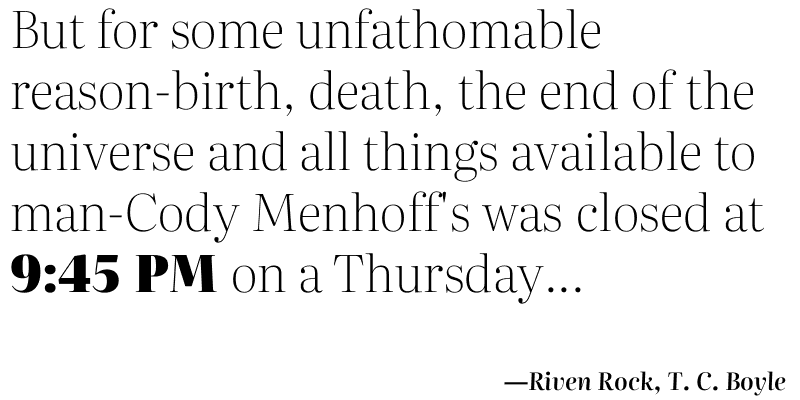 But for some unfathomable
reason-birth, death, the end of the
universe and all things available to
man-Cody Menhoff's was closed at
9:45 PM on a Thursday...
—Riven Rock, T. C. Boyle